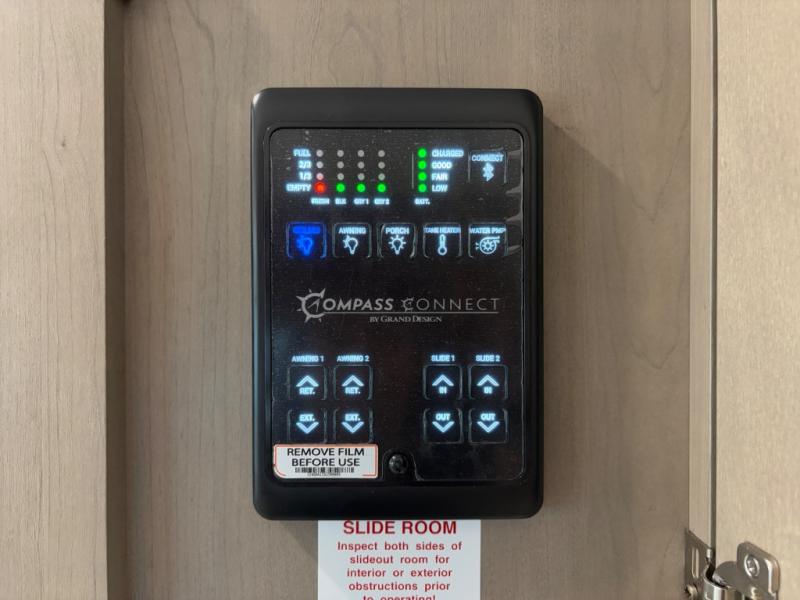 FULL CHARGED
2/3 GOOD CONNECT
1/3 FAIR
EMPTY LOW
FRESH BLK GRY 1 GRY 2 BATT.
AWNING PORCH TANK HEATER WATER PMP
COMPASS CONNECT
BY GRAND DESIGN
AWNING 1 AWNING 2 SLIDE 1 SLIDE 2
RET. RET. IN IN
EXT. EXT. OUT OUT
REMOVE FILM
BEFORE USE
SLIDE ROOM
Inspect both sides of
slideout room for
interior or exterior
obstructions prior
to operating!